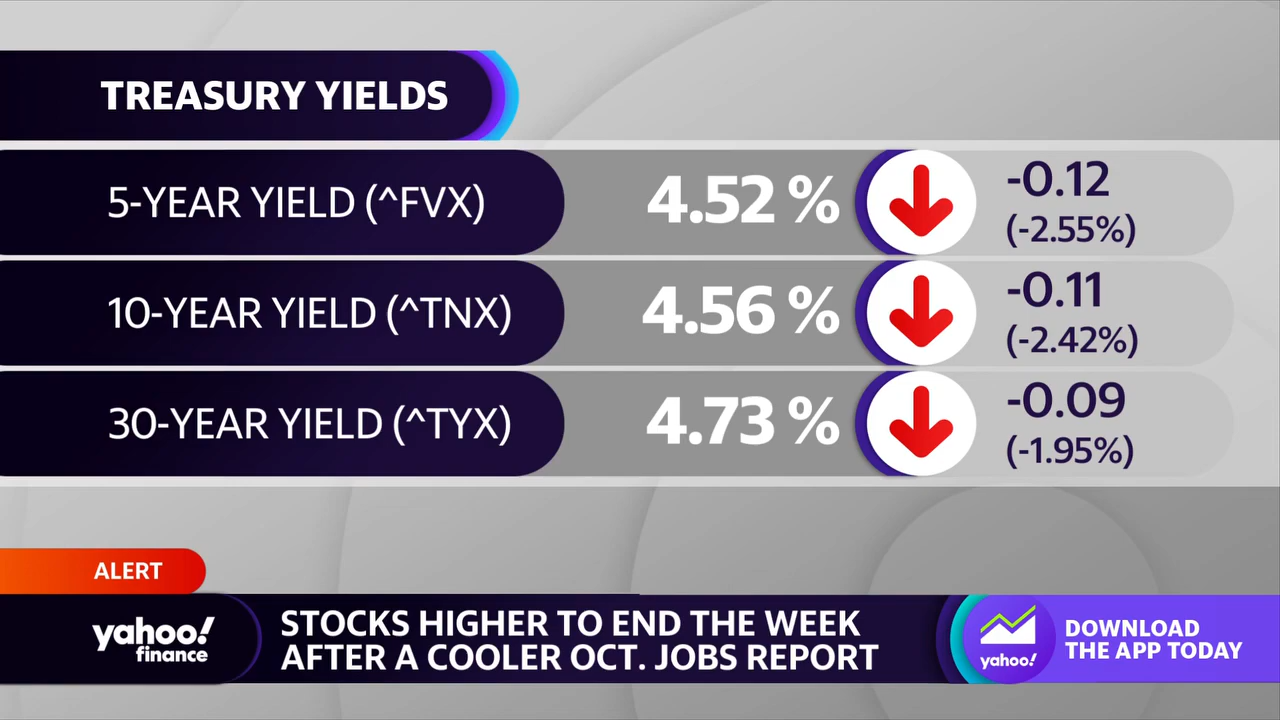 TREASURY YIELDS
5-YEAR YIELD (^FVX) 4.52 % -0.12
(-2.55%)
10-YEAR YIELD (^TNX) 4.56 % -0.11
(-2.42%)
30-YEAR YIELD (^TYX) 4.73 % -0.09
(-1.95%)
ALERT
yahoo!
finance
STOCKS HIGHER TO END THE WEEK
AFTER A COOLER OCT. JOBS REPORT
yahoo!
DOWNLOAD
THE APP TODAY